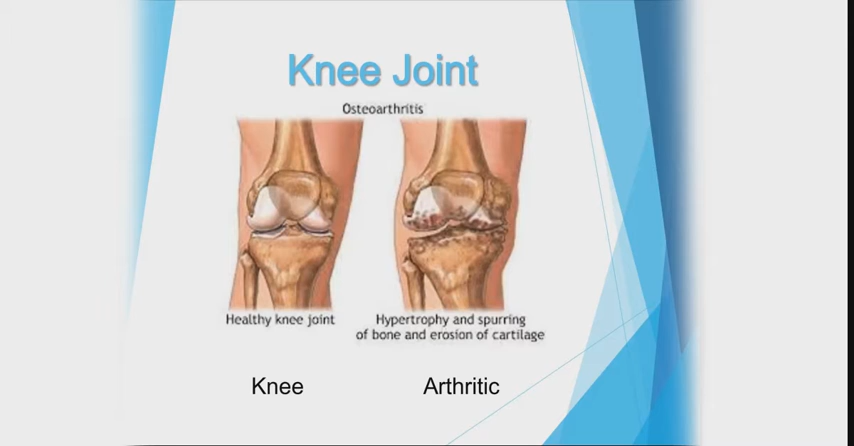 Knee Joint
Osteoarthritis
Healthy knee joint
Hypertrophy and spurring
of bone and erosion of cartilage
Knee
Arthritic